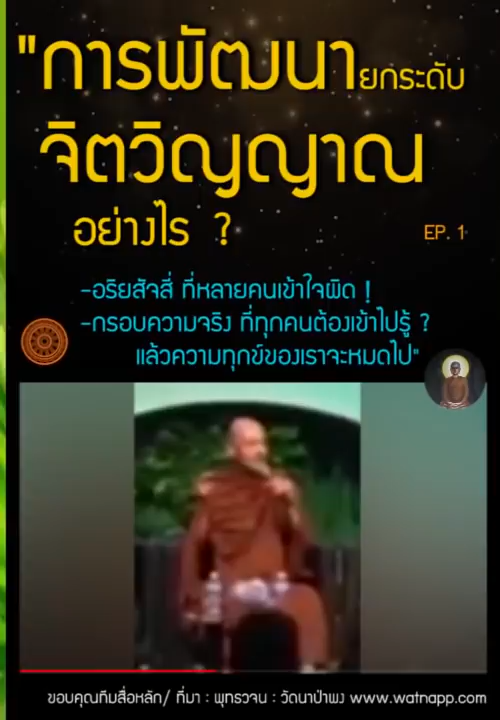 "การพัฒนายกระดับ
จิตวิญญาณ
อย่างไร ?
EP. 1
-อริยสัจสี่ ที่หลายคนเข้าใจผิด !
-กรอบความจริง ที่ทุกคนต้องเข้าไปรู้ ?
แล้วความทุกข์ของเราจะหมดไป"
ขอบคุณทีมสื่อหลัก/ ที่มา : พุทธวจน : วัดนาป่าพง www.watnapp.com